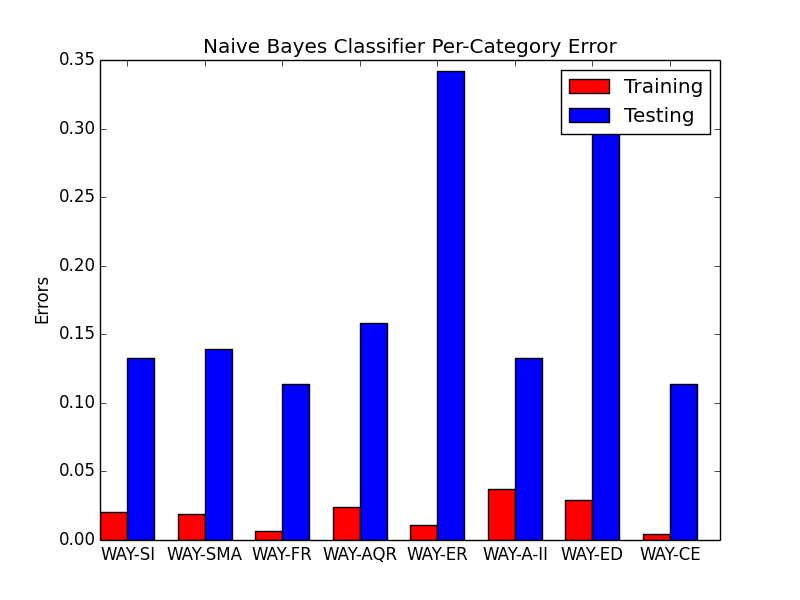 Naive Bayes Classifier Per-Category Error
0.35
0.30
0.25
0.20
0.15
0.10
0.05
0.00
Errors
Training
Testing
WAY-SI WAY-SMA WAY-FR WAY-AQR WAY-ER WAY-A-II WAY-ED WAY-CE